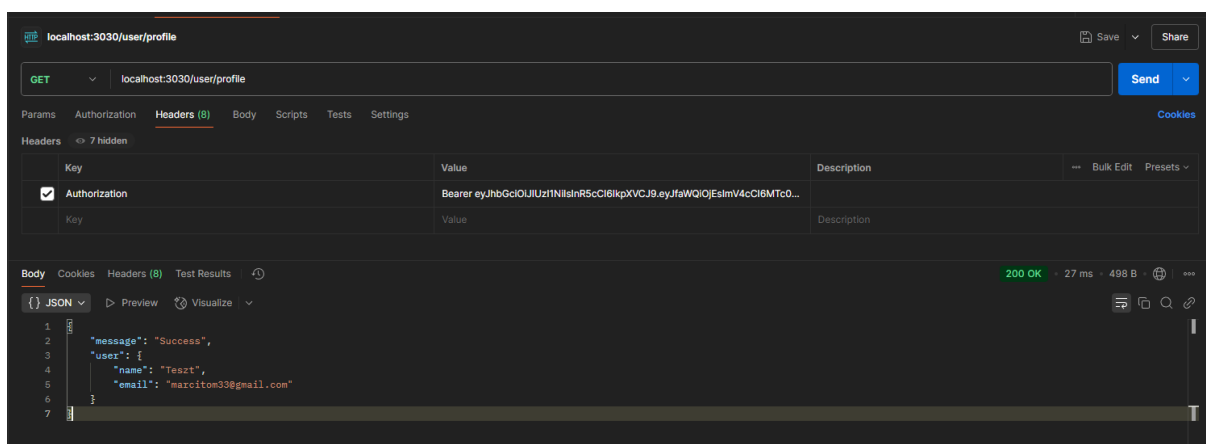 HTTP localhost:3030/user/profile Save Share
GET localhost:3030/user/profile Send
Params Authorization Headers (8) Body Scripts Tests Settings Cookies
Headers 7 hidden
Key Value Description Bulk Edit Presets
Authorization Bearer eyJhbGciOiJIUzI1NiIsInR5cCI6IkpXVCJ9.eyJfaWQiOjEsImV4cCI6MTc0...
Key Value Description
Body Cookies Headers (8) Test Results 200 OK • 27 ms • 498 B
{} JSON Preview Visualize
1 {
2 "message": "Success",
3 "user": {
4 "name": "Teszt",
5 "email": "marcitom33@gmail.com"
6 }
7 }